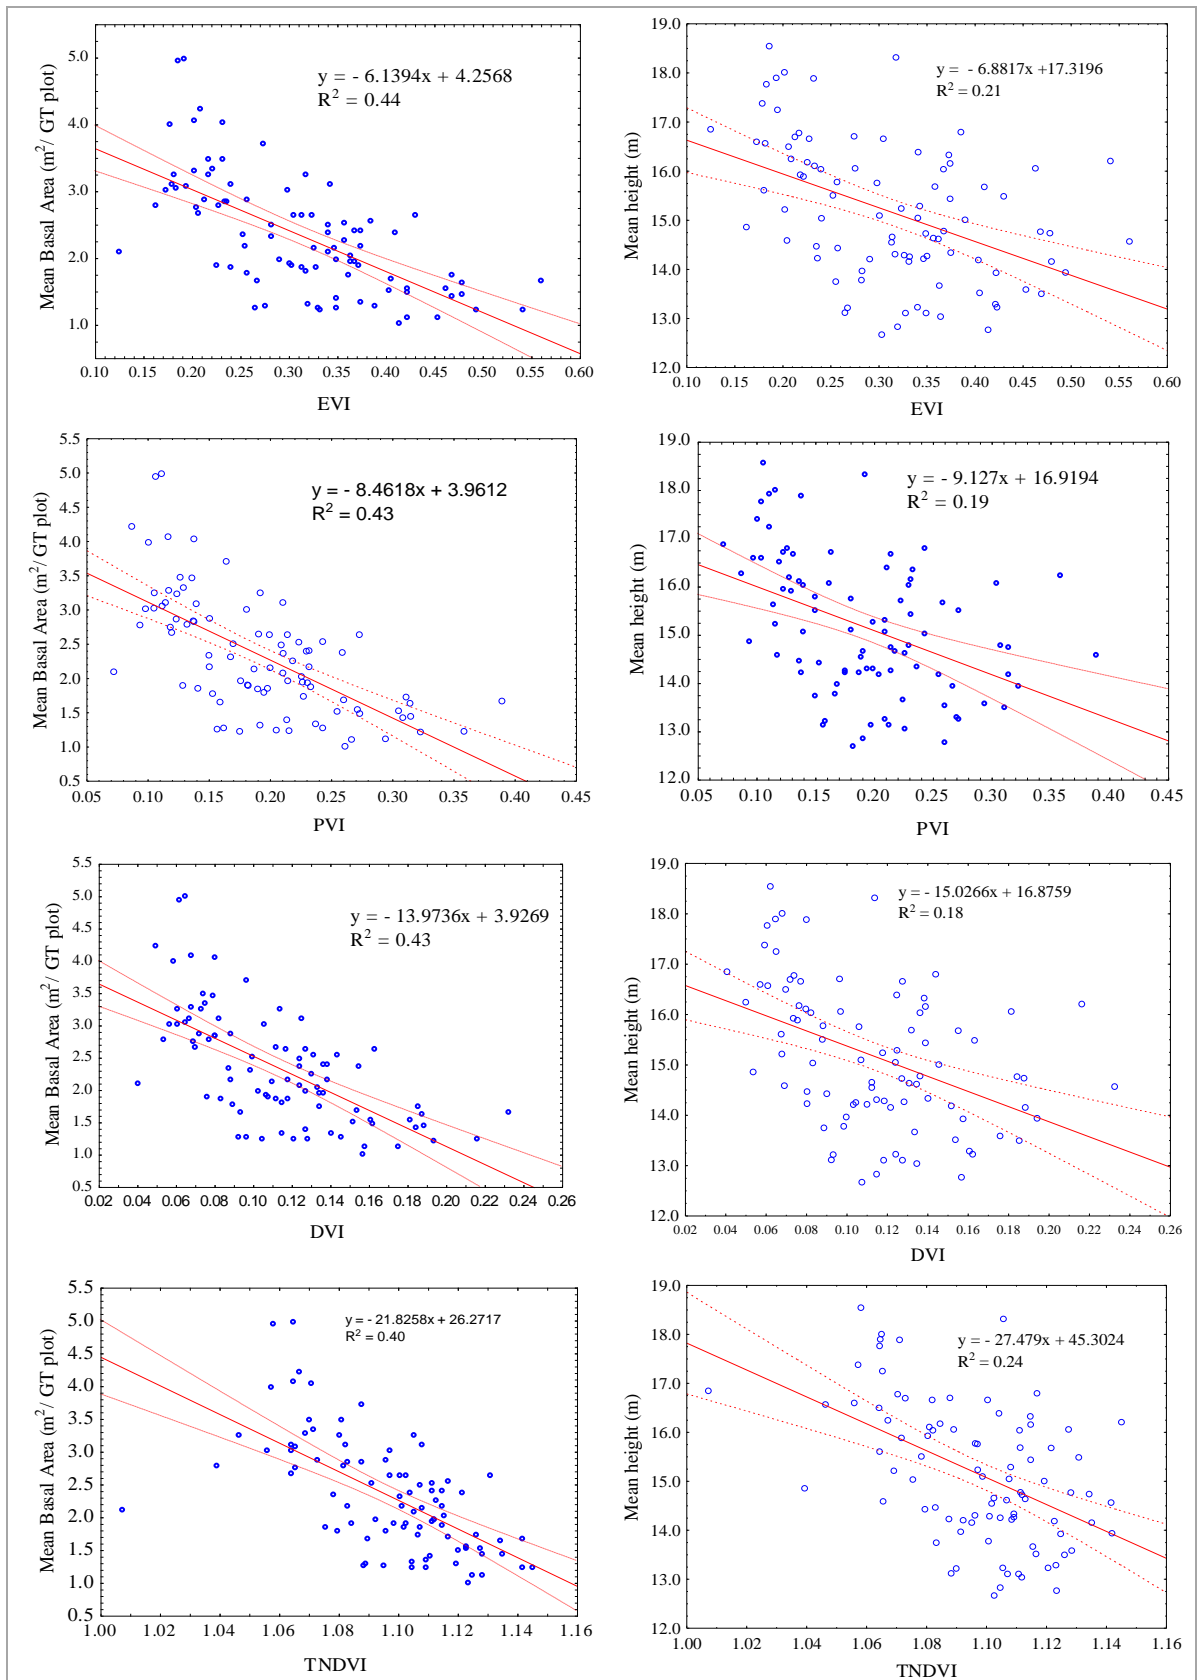 y = - 6.1394x + 4.2568
R² = 0.44
Mean Basal Area (m²/ GT plot)
5.0
4.0
3.0
2.0
1.0
0.10 0.15 0.20 0.25 0.30 0.35 0.40 0.45 0.50 0.55 0.60
EVI
y = - 6.8817x +17.3196
R² = 0.21
Mean height (m)
19.0
18.0
17.0
16.0
15.0
14.0
13.0
12.0
0.10 0.15 0.20 0.25 0.30 0.35 0.40 0.45 0.50 0.55 0.60
EVI
y = - 8.4618x + 3.9612
R² = 0.43
Mean Basal Area (m²/ GT plot)
5.5
5.0
4.5
4.0
3.5
3.0
2.5
2.0
1.5
1.0
0.5
0.05 0.10 0.15 0.20 0.25 0.30 0.35 0.40 0.45
PVI
y = - 9.127x + 16.9194
R² = 0.19
Mean height (m)
19.0
18.0
17.0
16.0
15.0
14.0
13.0
12.0
0.05 0.10 0.15 0.20 0.25 0.30 0.35 0.40 0.45
PVI
y = - 13.9736x + 3.9269
R² = 0.43
Mean Basal Area (m²/ GT plot)
5.5
5.0
4.5
4.0
3.5
3.0
2.5
2.0
1.5
1.0
0.5
0.02 0.04 0.06 0.08 0.10 0.12 0.14 0.16 0.18 0.20 0.22 0.24 0.26
DVI
y = - 15.0266x + 16.8759
R² = 0.18
Mean height (m)
19.0
18.0
17.0
16.0
15.0
14.0
13.0
12.0
0.02 0.04 0.06 0.08 0.10 0.12 0.14 0.16 0.18 0.20 0.22 0.24 0.26
DVI
y = - 21.8258x + 26.2717
R² = 0.40
Mean Basal Area (m²/ GT plot)
5.5
5.0
4.5
4.0
3.5
3.0
2.5
2.0
1.5
1.0
0.5
1.00 1.02 1.04 1.06 1.08 1.10 1.12 1.14 1.16
TNDVI
y = - 27.479x + 45.3024
R² = 0.24
Mean height (m)
19.0
18.0
17.0
16.0
15.0
14.0
13.0
12.0
1.00 1.02 1.04 1.06 1.08 1.10 1.12 1.14 1.16
TNDVI